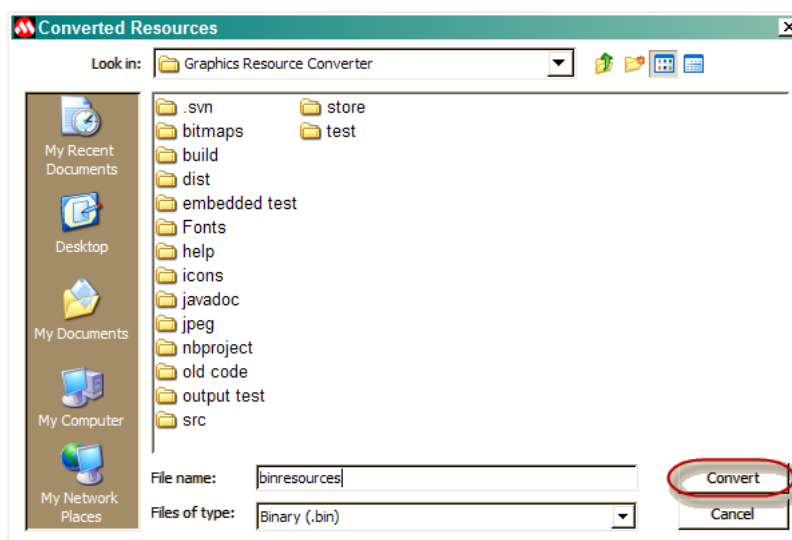 Converted Resources
Look in: Graphics Resource Converter
My Recent
Documents
Desktop
My Documents
My Computer
My Network
Places
.svn
bitmaps
build
dist
embedded test
Fonts
help
icons
javadoc
jpeg
nbproject
old code
output test
src
store
test
File name: binresources
Convert
Files of type: Binary (.bin)
Cancel